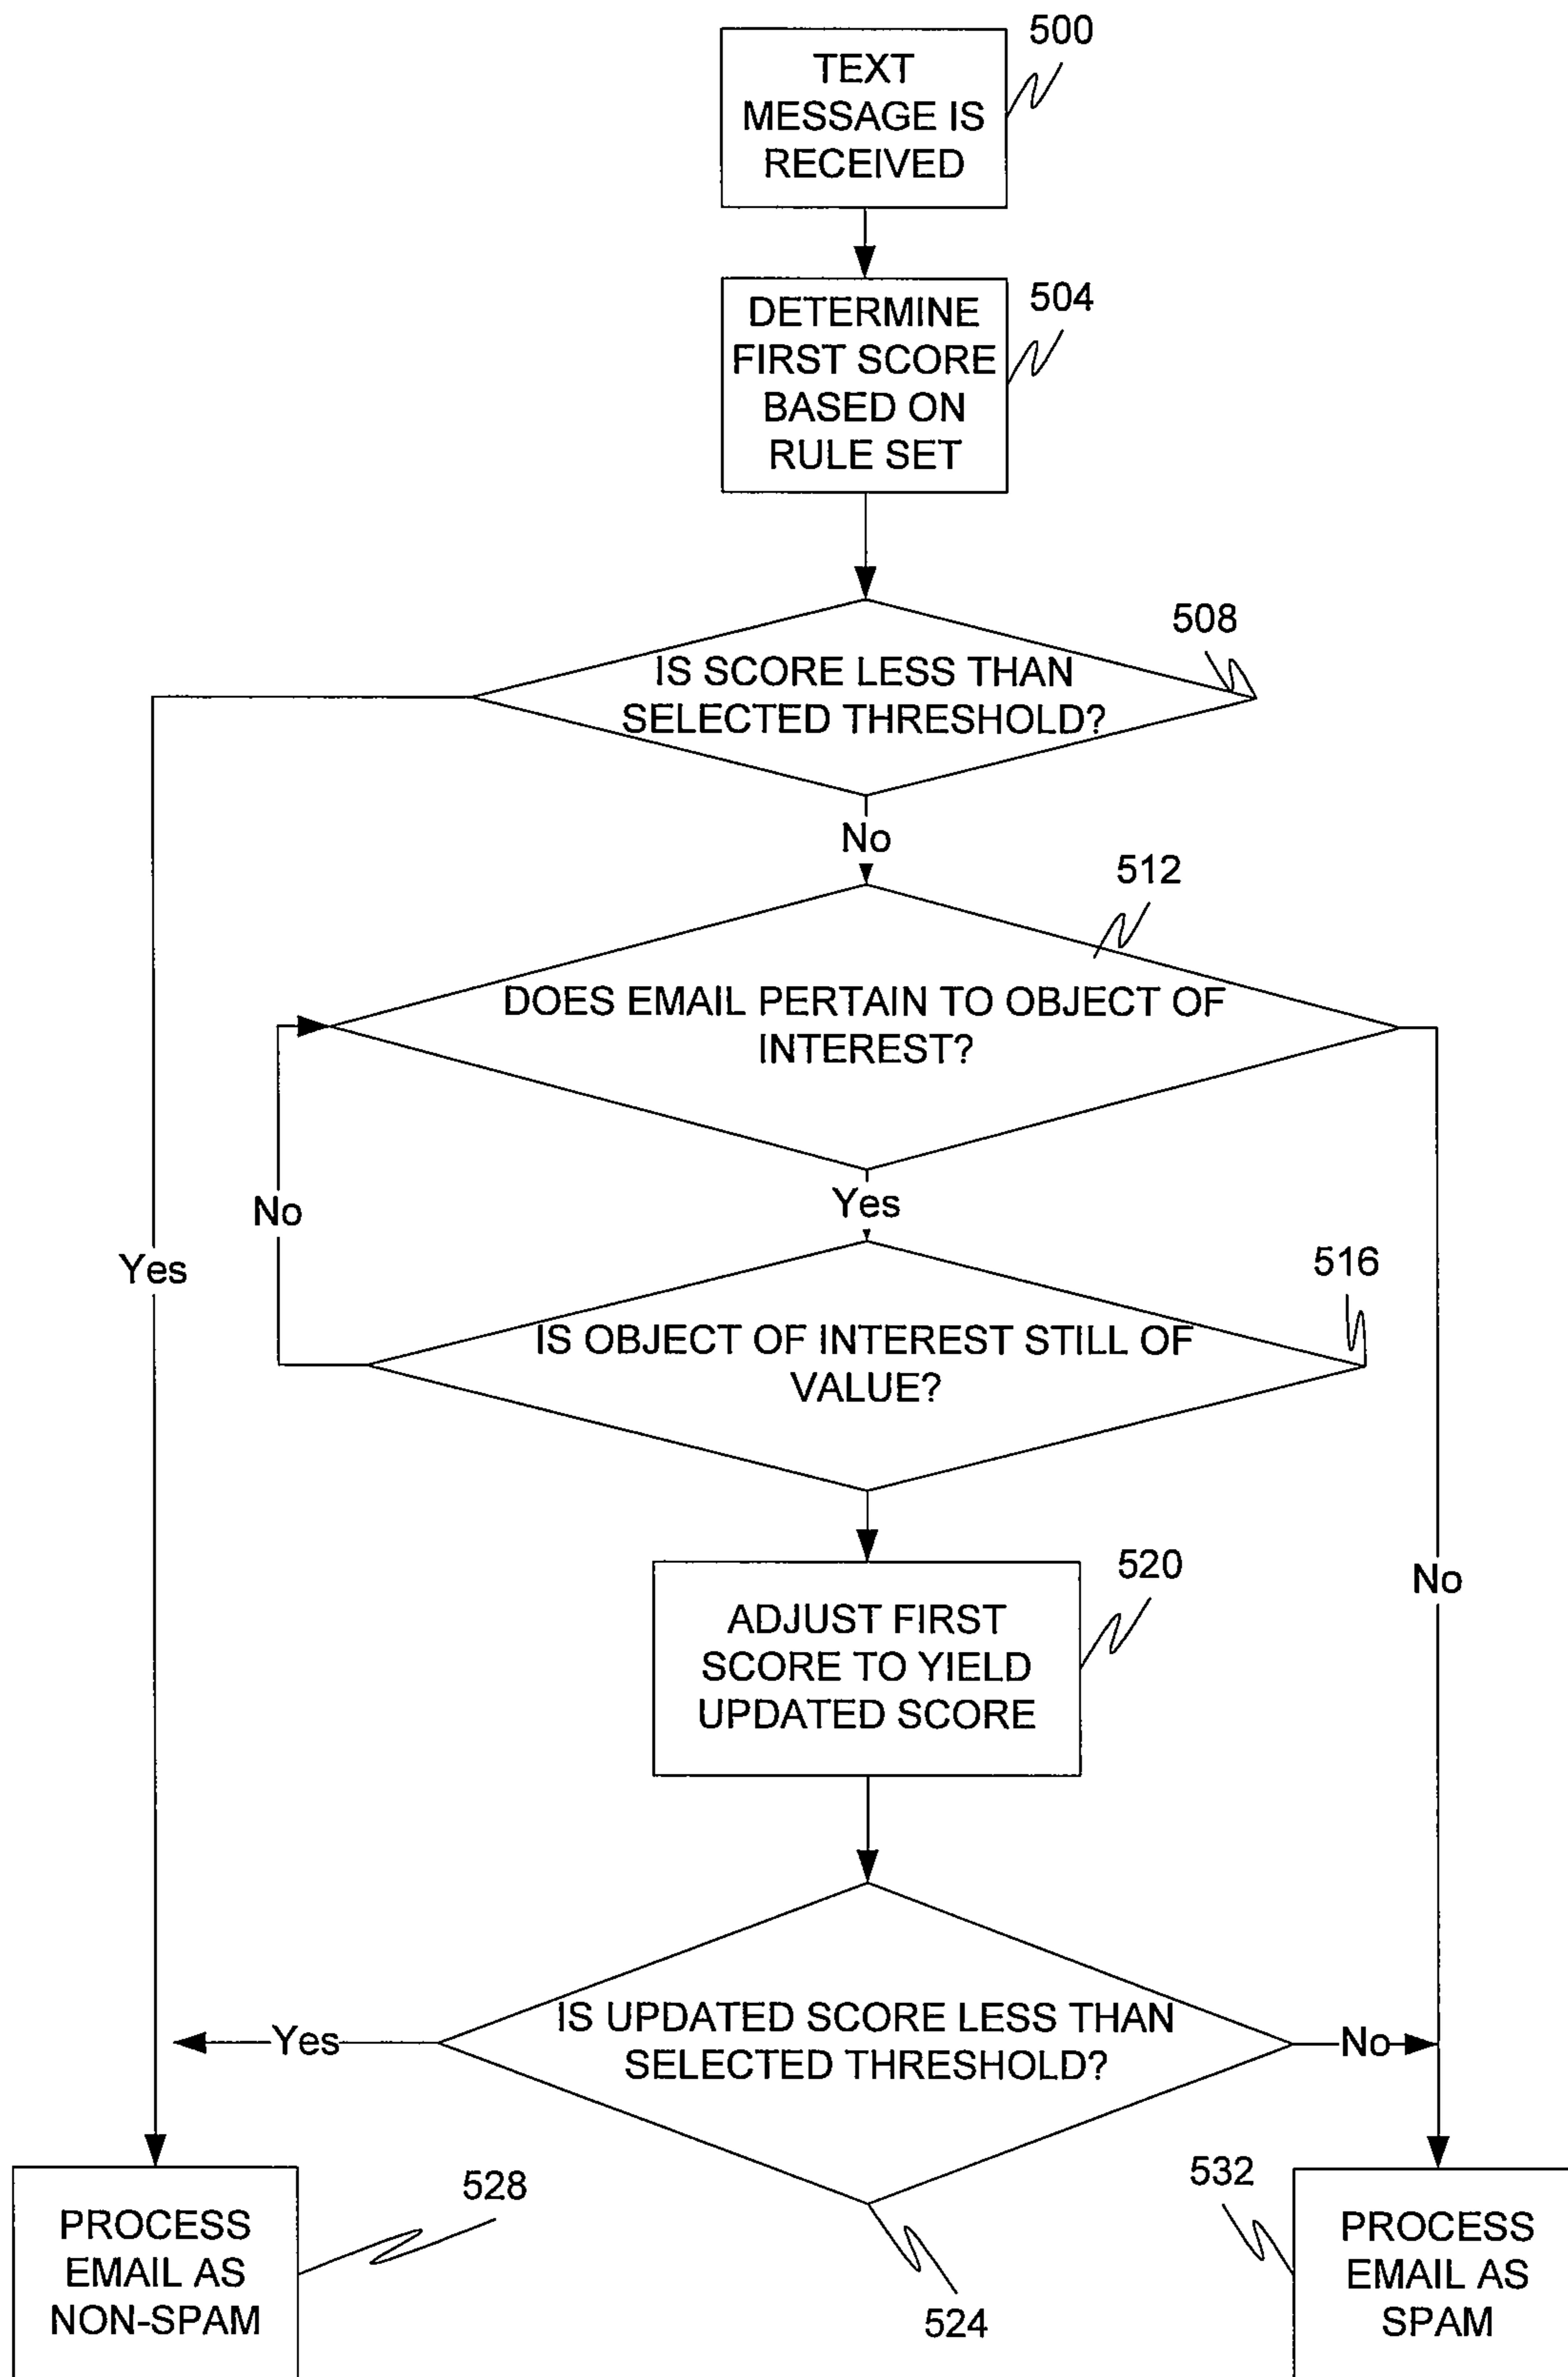 500
TEXT
MESSAGE IS
RECEIVED
504
DETERMINE
FIRST SCORE
BASED ON
RULE SET
508
IS SCORE LESS THAN
SELECTED THRESHOLD?
No
512
DOES EMAIL PERTAIN TO OBJECT OF
INTEREST?
No
Yes
Yes
516
IS OBJECT OF INTEREST STILL OF
VALUE?
520
ADJUST FIRST
SCORE TO YIELD
UPDATED SCORE
No
IS UPDATED SCORE LESS THAN
SELECTED THRESHOLD?
Yes
No
528
532
PROCESS
EMAIL AS
NON-SPAM
524
PROCESS
EMAIL AS
SPAM